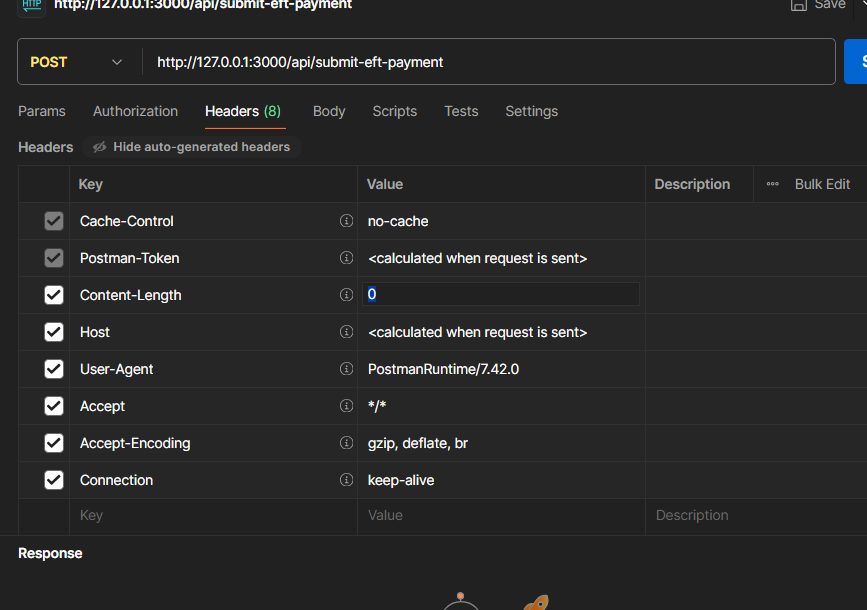 HTTP http://127.0.0.1:3000/api/submit-eft-payment Save
POST http://127.0.0.1:3000/api/submit-eft-payment
Params Authorization Headers (8) Body Scripts Tests Settings
Headers Hide auto-generated headers
Key Value Description Bulk Edit
Cache-Control no-cache
Postman-Token <calculated when request is sent>
Content-Length 0
Host <calculated when request is sent>
User-Agent PostmanRuntime/7.42.0
Accept */*
Accept-Encoding gzip, deflate, br
Connection keep-alive
Key Value Description
Response